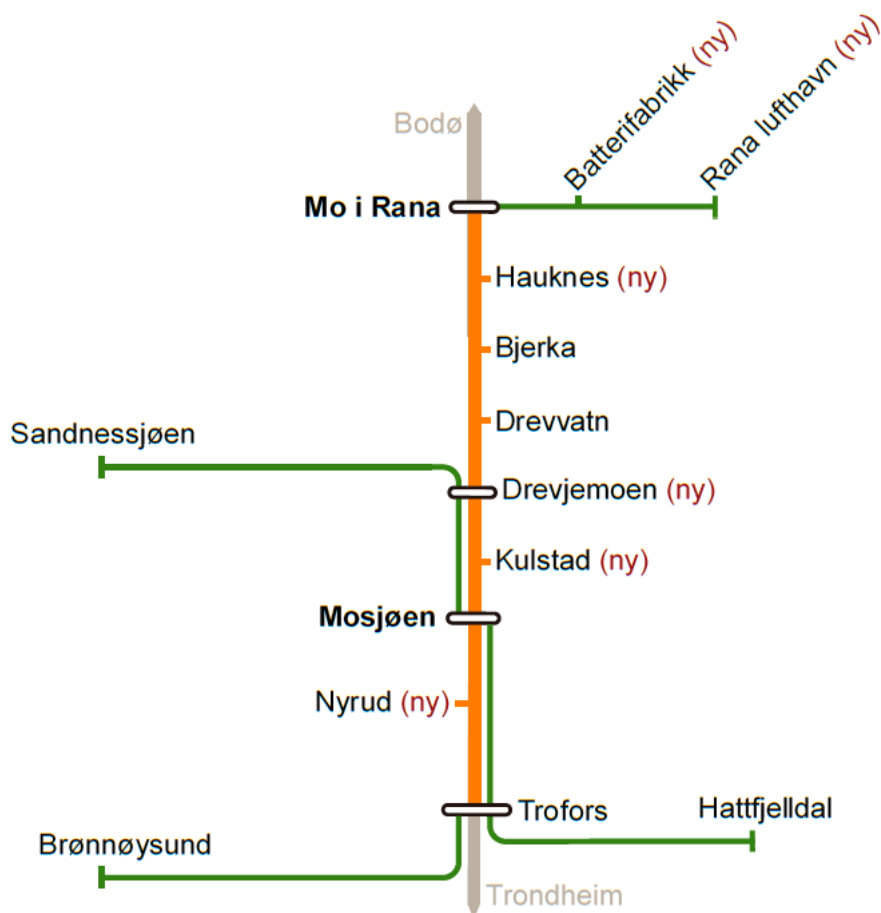 Batterifabrikk (ny)
Rana lufthavn (ny)
Bodø
Mo i Rana
Hauknes (ny)
Bjerka
Drevvatn
Sandnessjøen
Drevjemoen (ny)
Kulstad (ny)
Mosjøen
Nyrud (ny)
Trofors
Hattfjelldal
Brønnøysund
Trondheim